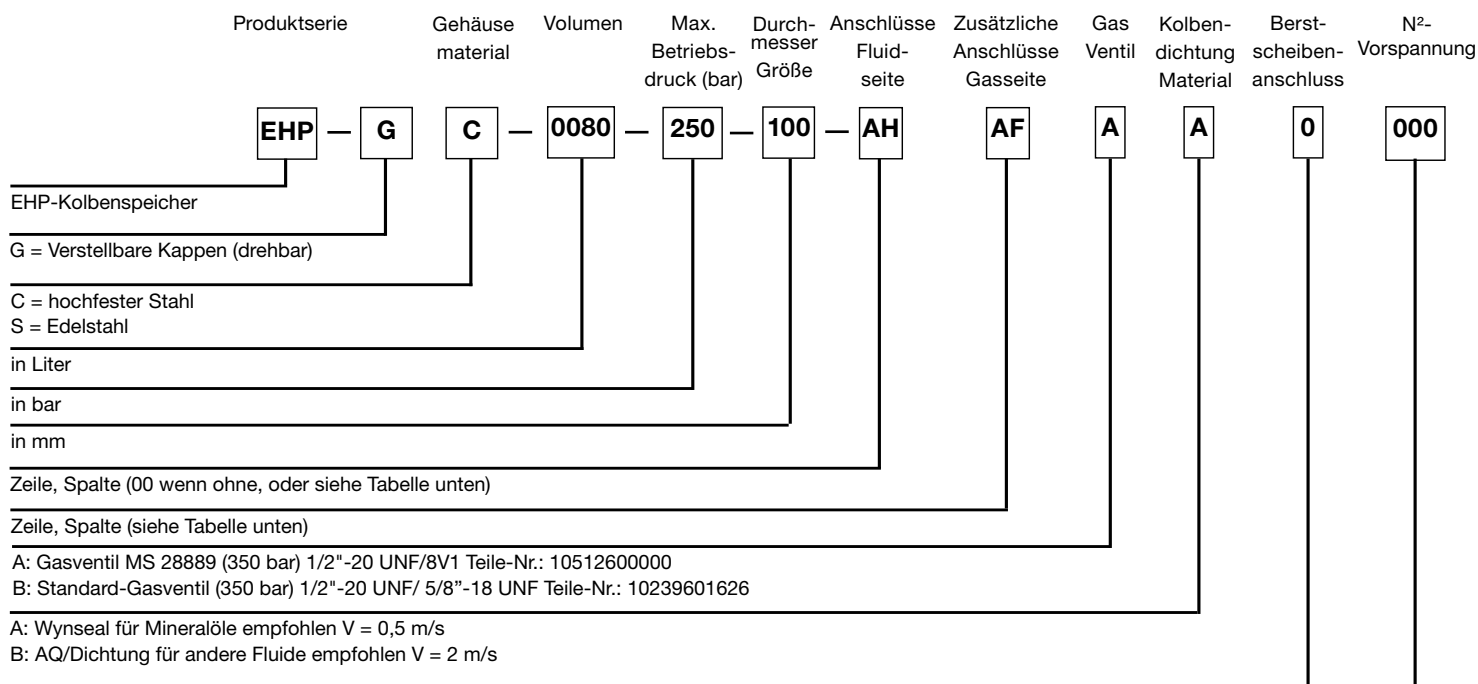 Produktserie Gehäuse Volumen Max. Durch- Anschlüsse Zusätzliche Gas Kolben- Berst- N²-
material Betriebs- messer Fluid- Anschlüsse Ventil dichtung scheiben- Vorspannung
druck (bar) Größe seite Gasseite Material anschluss
EHP — G C — 0080 — 250 — 100 — AH AF A A 0 000
EHP-Kolbenspeicher
G = Verstellbare Kappen (drehbar)
C = hochfester Stahl
S = Edelstahl
in Liter
in bar
in mm
Zeile, Spalte (00 wenn ohne, oder siehe Tabelle unten)
Zeile, Spalte (siehe Tabelle unten)
A: Gasventil MS 28889 (350 bar) 1/2"-20 UNF/8V1 Teile-Nr.: 10512600000
B: Standard-Gasventil (350 bar) 1/2"-20 UNF/ 5/8”-18 UNF Teile-Nr.: 10239601626
A: Wynseal für Mineralöle empfohlen V = 0,5 m/s
B: AQ/Dichtung für andere Fluide empfohlen V = 2 m/s